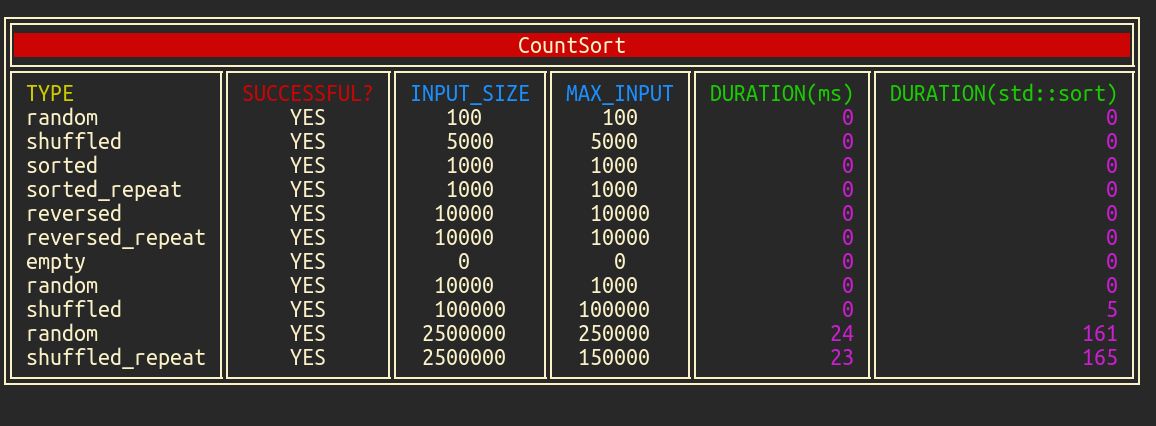 CountSort
TYPE SUCCESSFUL? INPUT_SIZE MAX_INPUT DURATION(ms) DURATION(std::sort)
random YES 100 100 0 0
shuffled YES 5000 5000 0 0
sorted YES 1000 1000 0 0
sorted_repeat YES 1000 1000 0 0
reversed YES 10000 10000 0 0
reversed_repeat YES 10000 10000 0 0
empty YES 0 0 0 0
random YES 10000 1000 0 0
shuffled YES 100000 100000 0 5
random YES 2500000 250000 24 161
shuffled_repeat YES 2500000 150000 23 165